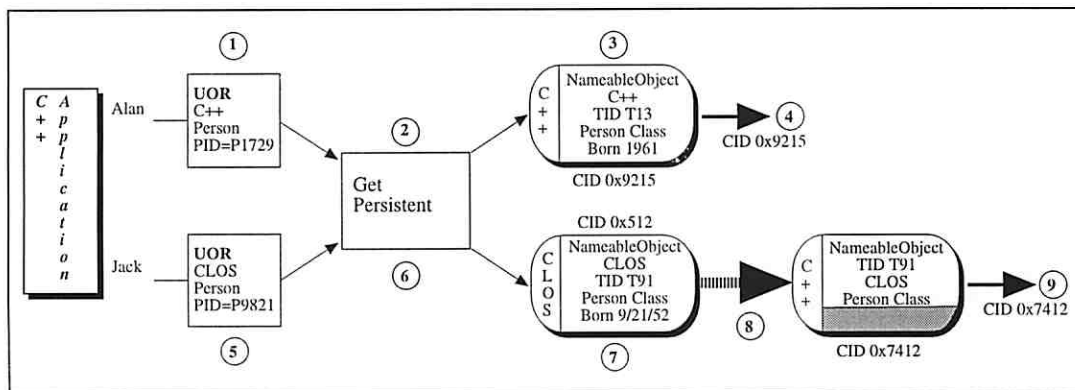 C++ Application
Alan
1
UOR
C++
Person
PID=P1729
2
Get
Persistent
6
3
C++
NameableObject
C++
TID T13
Person Class
Born 1961
CID 0x9215
4
CID 0x9215
Jack
UOR
CLOS
Person
PID=P9821
5
CID 0x512
CLOS
NameableObject
CLOS
TID T91
Person Class
Born 9/21/52
7
8
C++
NameableObject
TID T91
CLOS
Person Class
CID 0x7412
9
CID 0x7412